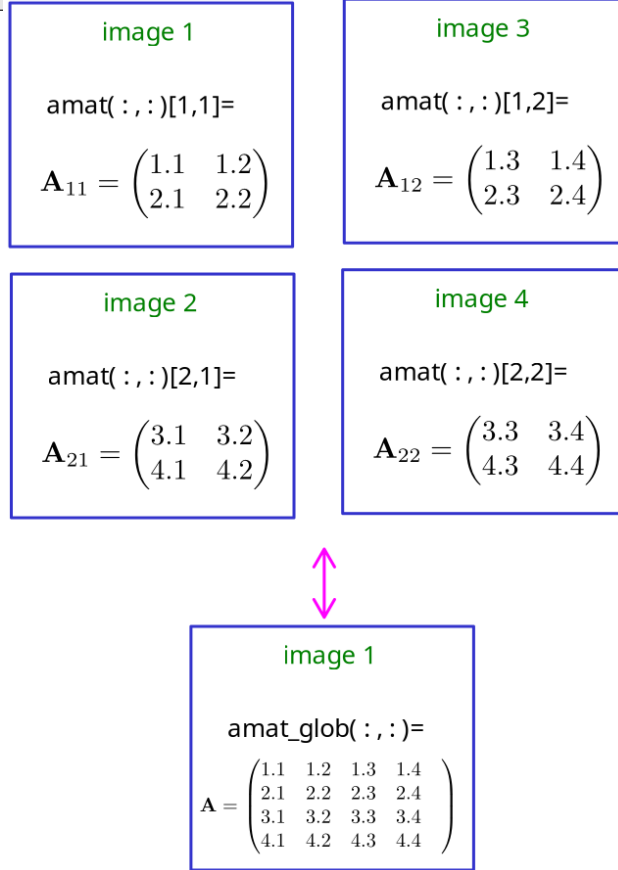 image 1
amat( : , : )[1,1]=
A11 = (1.1 1.2
2.1 2.2)
image 3
amat( : , : )[1,2]=
A12 = (1.3 1.4
2.3 2.4)
image 2
amat( : , : )[2,1]=
A21 = (3.1 3.2
4.1 4.2)
image 4
amat( : , : )[2,2]=
A22 = (3.3 3.4
4.3 4.4)
image 1
amat_glob( : , : )=
A = (1.1 1.2 1.3 1.4
2.1 2.2 2.3 2.4
3.1 3.2 3.3 3.4
4.1 4.2 4.3 4.4)